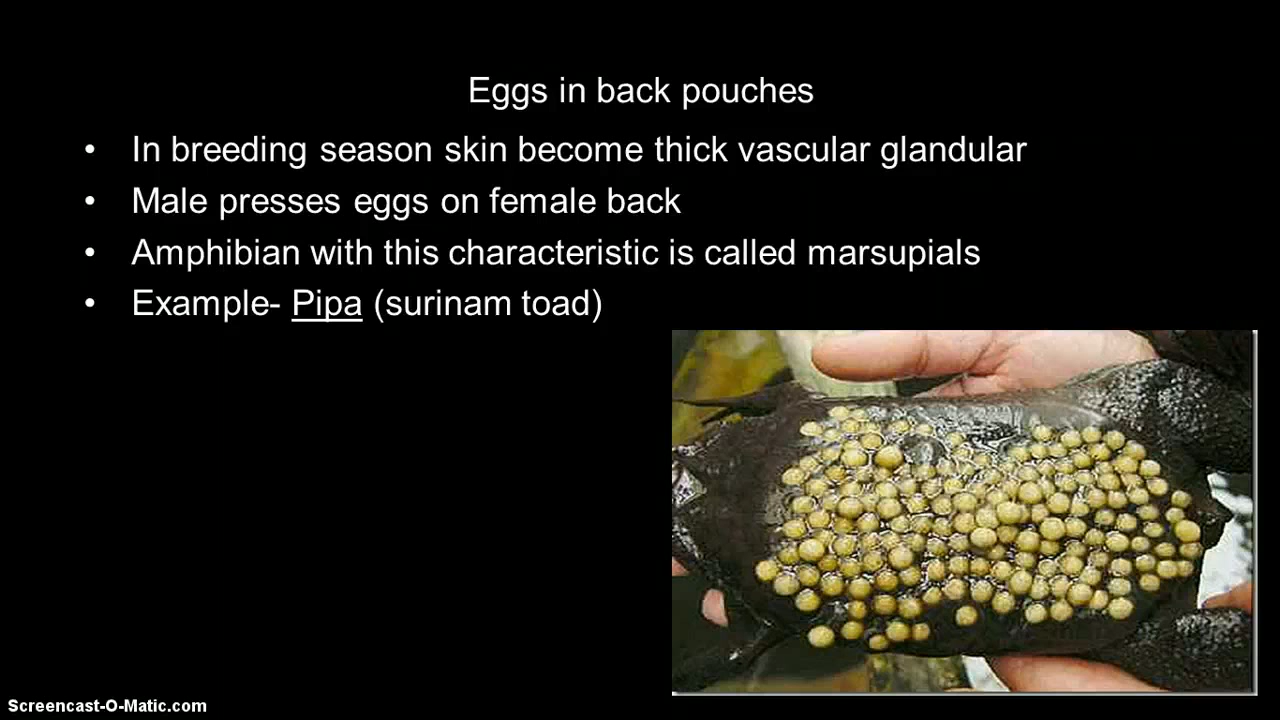 Eggs in back pouches
• In breeding season skin become thick vascular glandular
• Male presses eggs on female back
• Amphibian with this characteristic is called marsupials
• Example- Pipa (surinam toad)
Screencast-O-Matic.com